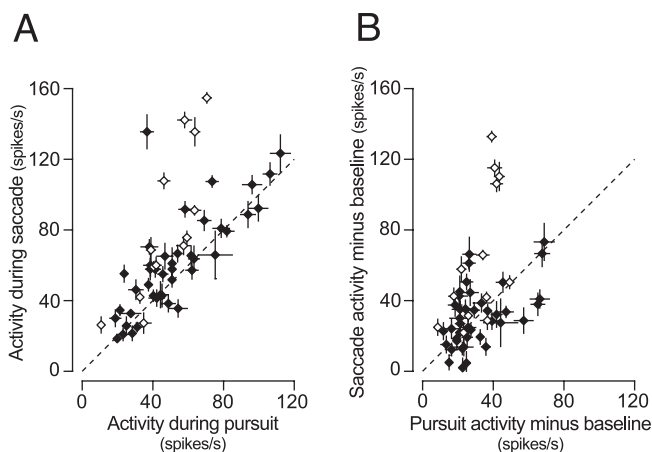 A
Activity during saccade (spikes/s)
160
120
80
40
0
0 40 80 120
Activity during pursuit
(spikes/s)
B
Saccade activity minus baseline (spikes/s)
160
120
80
40
0
0 40 80 120
Pursuit activity minus baseline
(spikes/s)